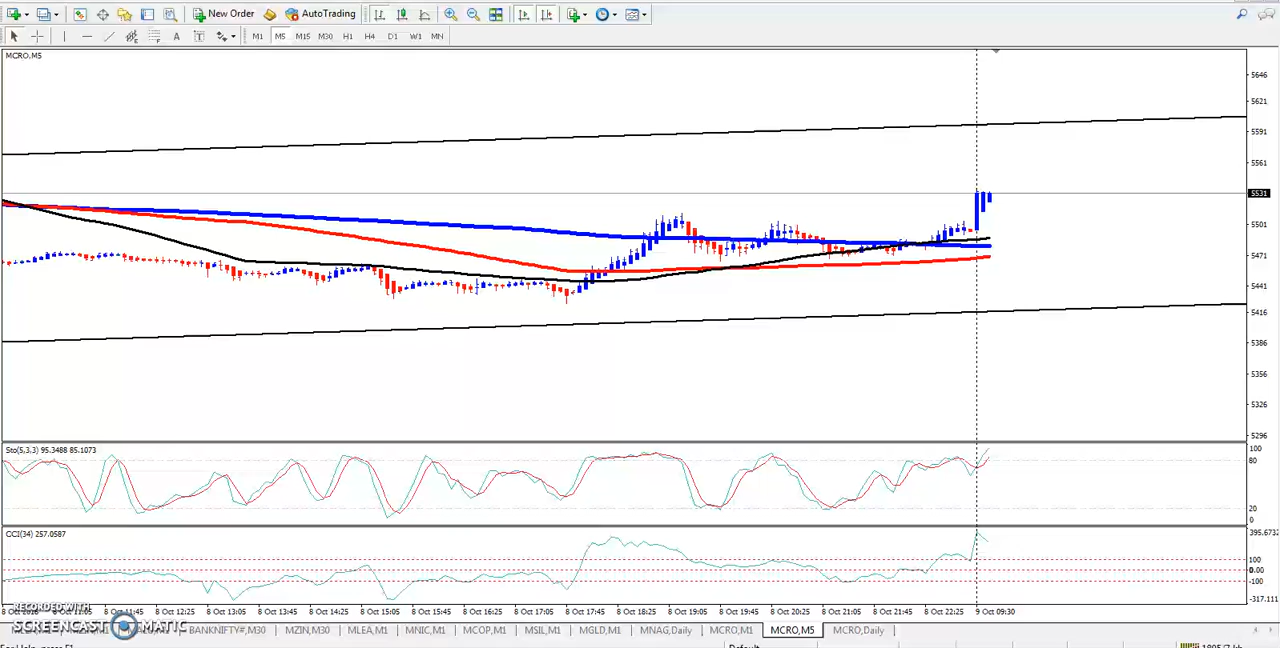 New Order AutoTrading
A T M1 M5 M15 M30 H1 H4 D1 W1 MN
MCRO,M5
5646
5621
5591
5561
5531
5501
5471
5441
5416
5386
5356
5326
5296
Sto(5,3,3) 95.3488 85.1073
100
80
20
0
CCI(34) 257.0587
395.6732
100
0.00
-100
-317.111
8 Oct 11:45 8 Oct 12:25 8 Oct 13:05 8 Oct 13:45 8 Oct 14:25 8 Oct 15:05 8 Oct 15:45 8 Oct 16:25 8 Oct 17:05 8 Oct 17:45 8 Oct 18:25 8 Oct 19:05 8 Oct 19:45 8 Oct 20:25 8 Oct 21:05 8 Oct 21:45 8 Oct 22:25 9 Oct 09:30
RECORDED WITH
SCREENCAST MATIC
BANKNIFTY#,M30 MZIN,M30 MLEA,M1 MNIC,M1 MCOP,M1 MSIL,M1 MGLD,M1 MNAG,Daily MCRO,M1 MCRO,M5 MCRO,Daily